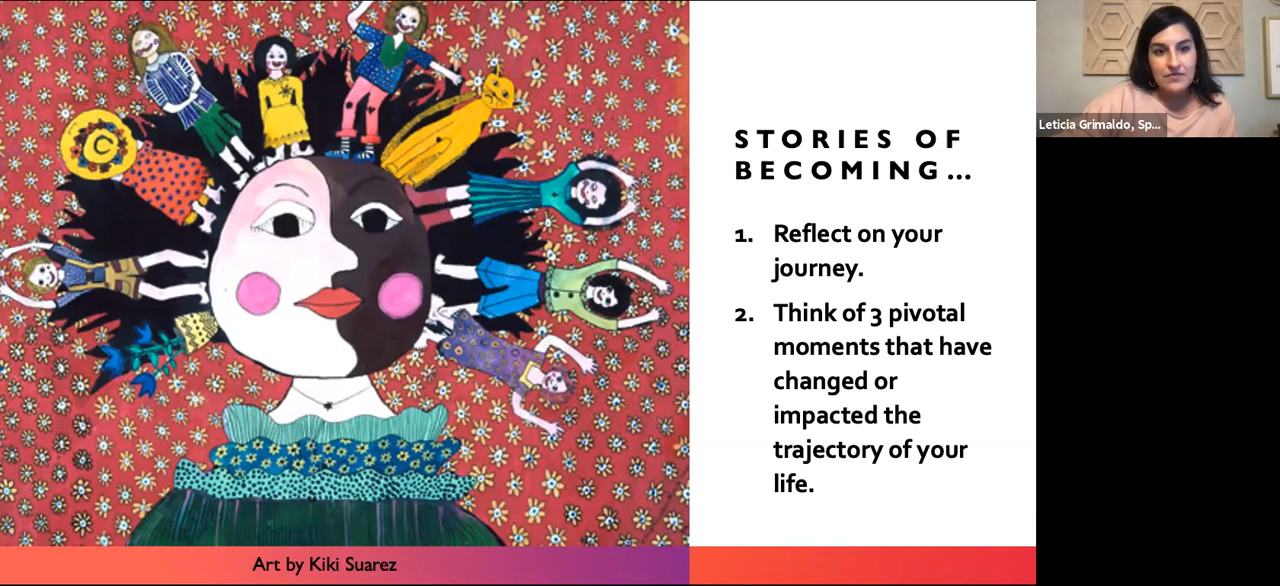 STORIES OF
BECOMING...
1. Reflect on your
journey.
2. Think of 3 pivotal
moments that have
changed or
impacted the
trajectory of your
life.
Leticia Grimaldo, Sp...
Art by Kiki Suarez